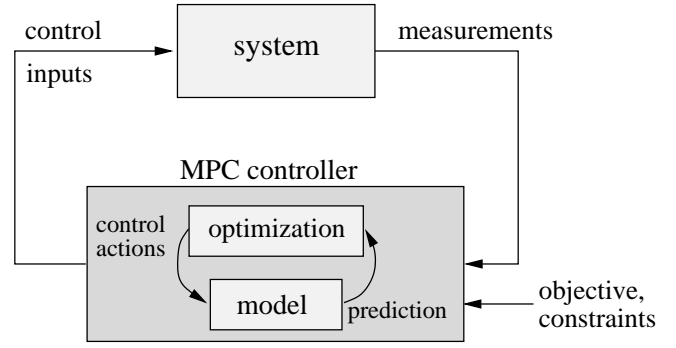 control
inputs
system
measurements
MPC controller
control
actions
optimization
model
prediction
objective,
constraints